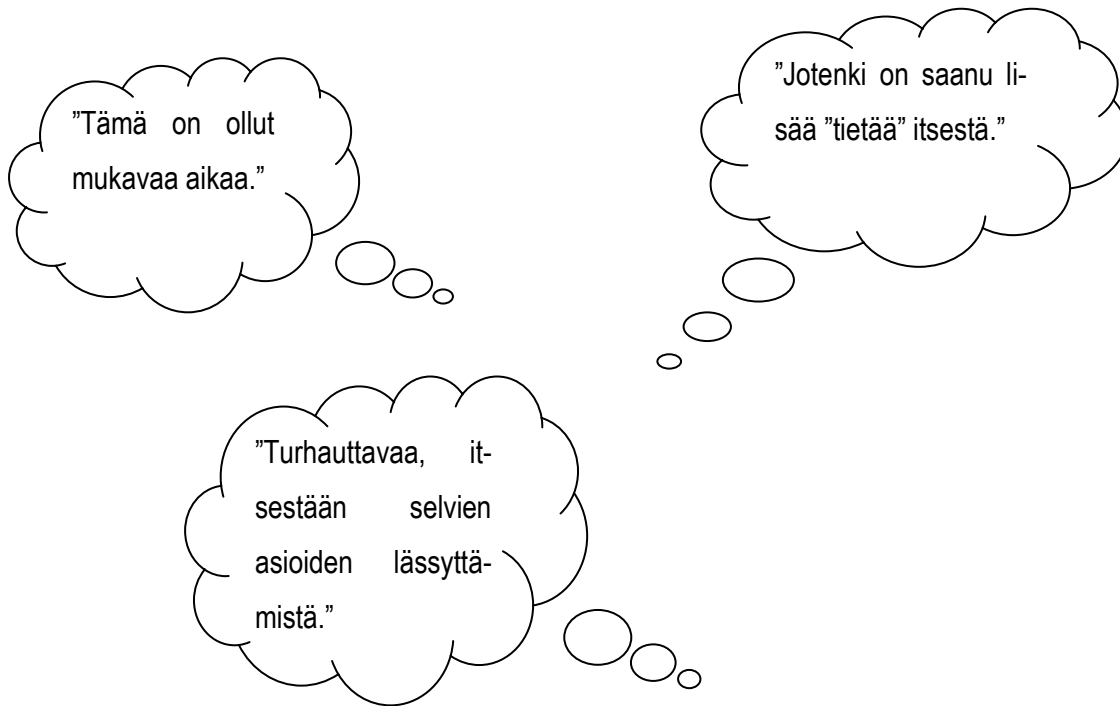 ”Tämä on ollut
mukavaa aikaa.”
”Jotenki on saanu li-
sää ”tietää” itsestä.”
”Turhauttavaa, it-
sestään selvien
asioiden lässyttä-
mistä.”